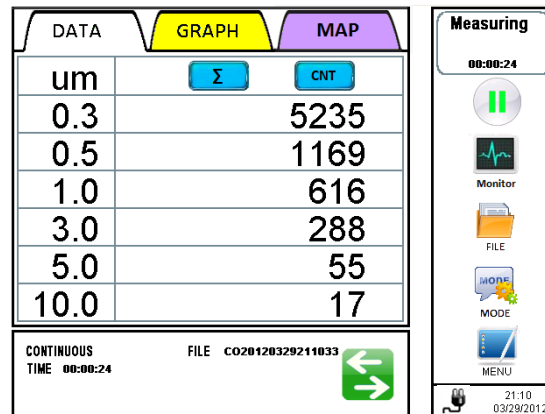 DATA GRAPH MAP
um Σ CNT
0.3 5235
0.5 1169
1.0 616
3.0 288
5.0 55
10.0 17
CONTINUOUS FILE CO20120329211033
TIME 00:00:24
Measuring
00:00:24
Monitor
FILE
MODE
MODE
MENU
21:10
03/29/2012